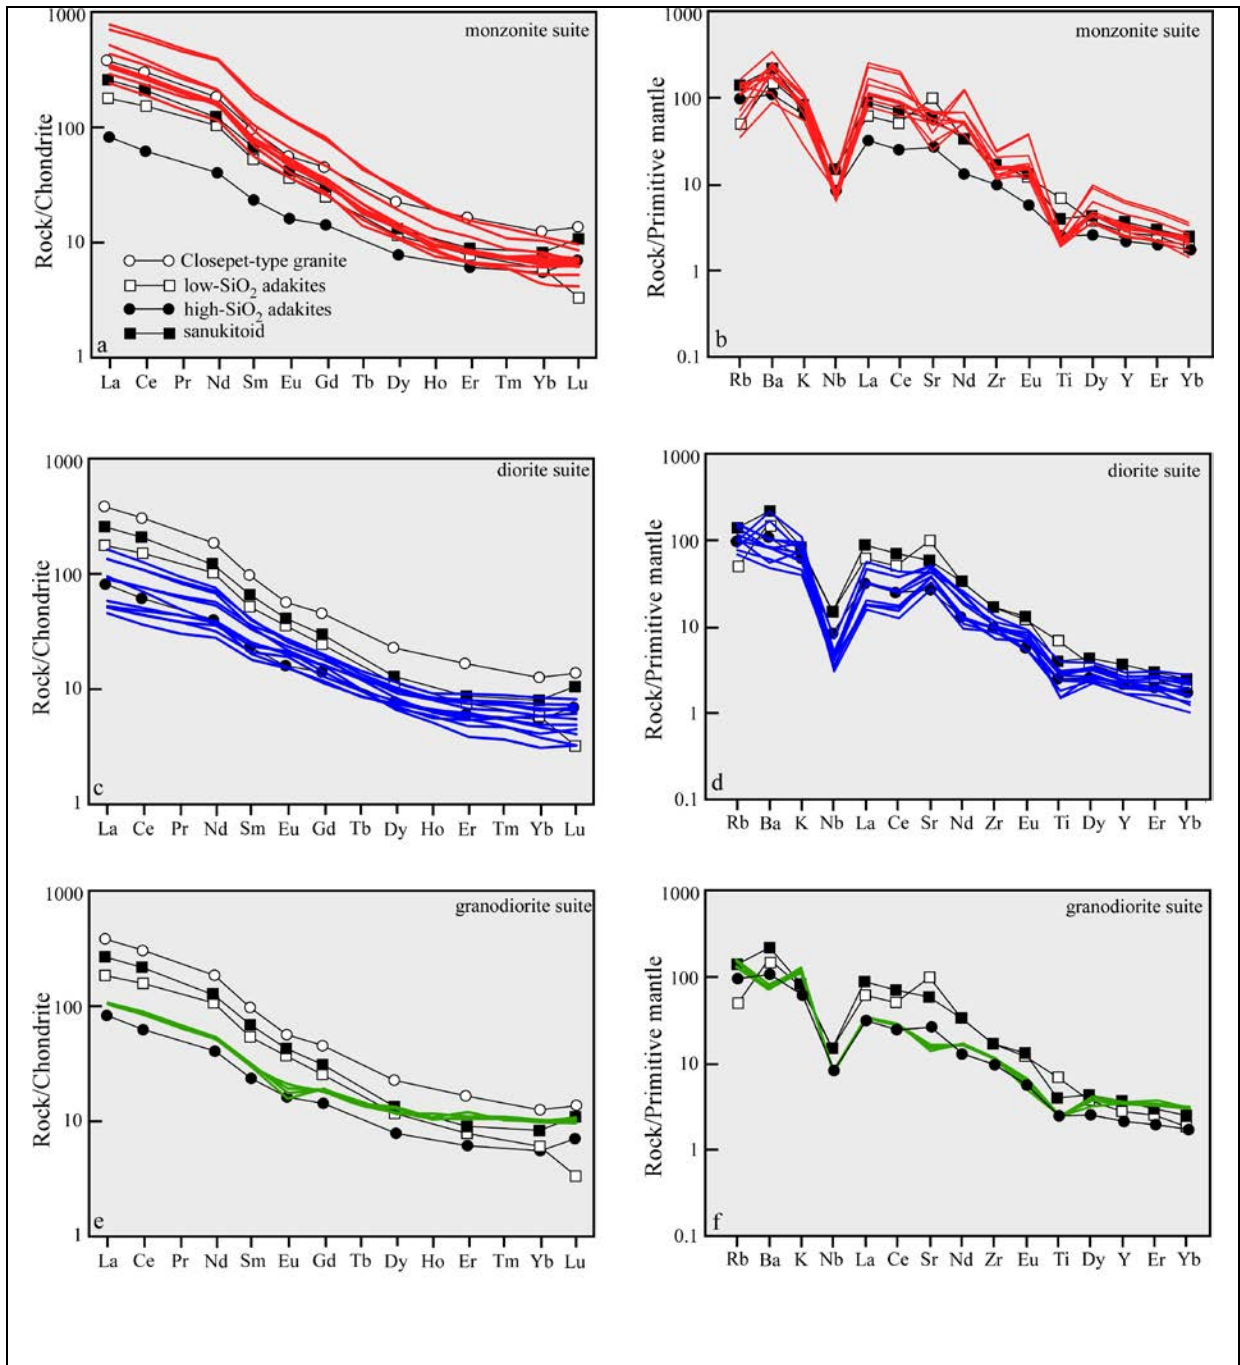 1000
100
10
1
Rock/Chondrite
monzonite suite
Closepet-type granite
low-SiO2 adakites
high-SiO2 adakites
sanukitoid
a
La Ce Pr Nd Sm Eu Gd Tb Dy Ho Er Tm Yb Lu
1000
100
10
1
0.1
Rock/Primitive mantle
monzonite suite
b
Rb Ba K Nb La Ce Sr Nd Zr Eu Ti Dy Y Er Yb
1000
100
10
1
Rock/Chondrite
diorite suite
c
La Ce Pr Nd Sm Eu Gd Tb Dy Ho Er Tm Yb Lu
1000
100
10
1
0.1
Rock/Primitive mantle
diorite suite
d
Rb Ba K Nb La Ce Sr Nd Zr Eu Ti Dy Y Er Yb
1000
100
10
1
Rock/Chondrite
granodiorite suite
e
La Ce Pr Nd Sm Eu Gd Tb Dy Ho Er Tm Yb Lu
1000
100
10
1
0.1
Rock/Primitive mantle
granodiorite suite
f
Rb Ba K Nb La Ce Sr Nd Zr Eu Ti Dy Y Er Yb